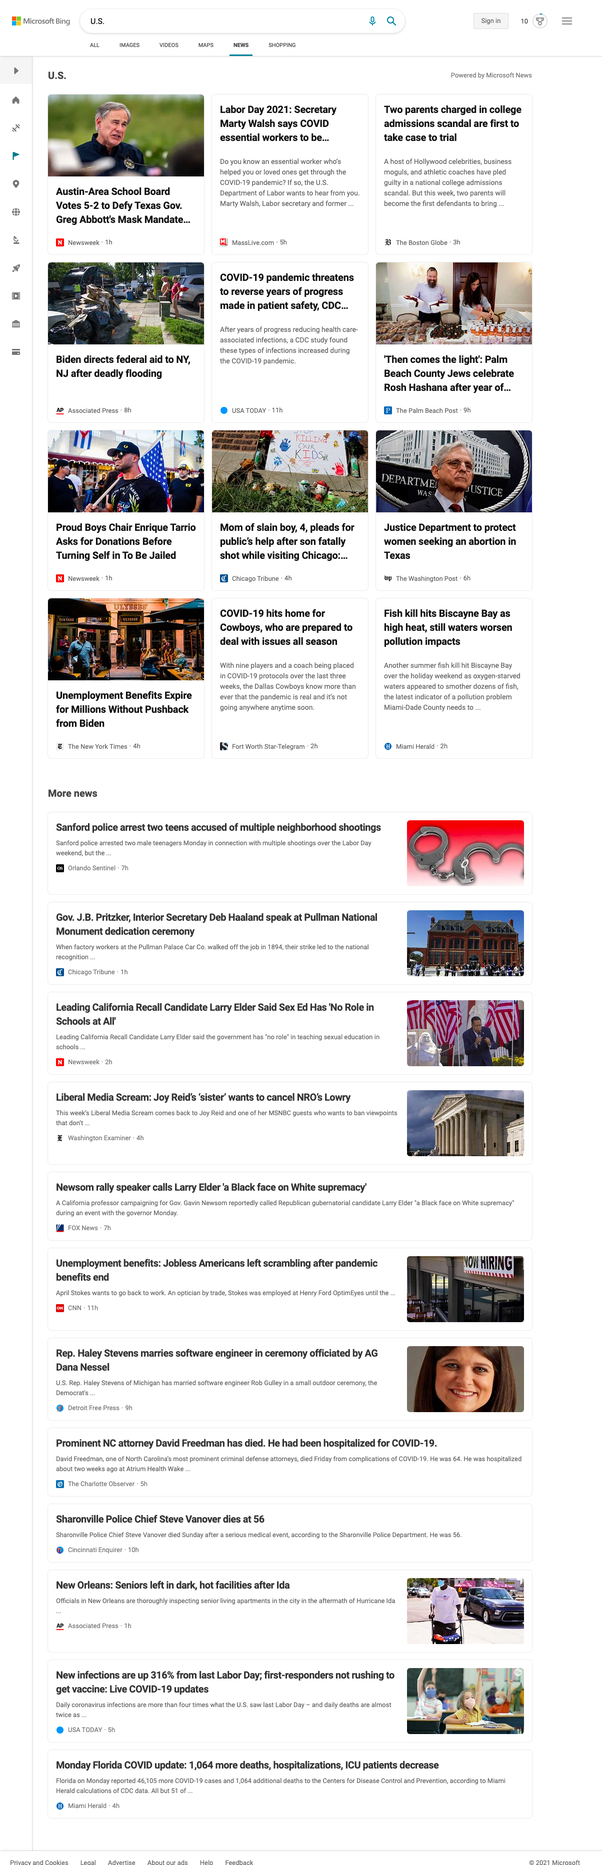 Microsoft Bing
U.S.
Sign in
10
ALL
IMAGES
VIDEOS
MAPS
NEWS
SHOPPING
U.S.
Powered by Microsoft News
Austin-Area School Board
Votes 5-2 to Defy Texas Gov.
Greg Abbott's Mask Mandate...
Newsweek · 1h
Labor Day 2021: Secretary
Marty Walsh says COVID
essential workers to be...
Do you know an essential worker who's
helped you or loved ones get through the
COVID-19 pandemic? If so, the U.S.
Department of Labor wants to hear from you.
Marty Walsh, Labor secretary and former ...
MassLive.com · 5h
Two parents charged in college
admissions scandal are first to
take case to trial
A host of Hollywood celebrities, business
moguls, and athletic coaches have pled
guilty in a national college admissions
scandal. But this week, two parents will
become the first defendants to bring ...
The Boston Globe · 3h
Biden directs federal aid to NY,
NJ after deadly flooding
AP Associated Press · 8h
COVID-19 pandemic threatens
to reverse years of progress
made in patient safety, CDC...
After years of progress reducing health care-
associated infections, a CDC study found
these types of infections increased during
the COVID-19 pandemic.
USA TODAY · 11h
'Then comes the light': Palm
Beach County Jews celebrate
Rosh Hashana after year of...
The Palm Beach Post · 9h
Proud Boys Chair Enrique Tarrio
Asks for Donations Before
Turning Self in To Be Jailed
Newsweek · 1h
KILLING
OUR
KIDS
Mom of slain boy, 4, pleads for
public's help after son fatally
shot while visiting Chicago:...
Chicago Tribune · 4h
DEPARTMENT JUSTICE
WAS
Justice Department to protect
women seeking an abortion in
Texas
wp The Washington Post · 6h
ULYSSES
Unemployment Benefits Expire
for Millions Without Pushback
from Biden
The New York Times · 4h
COVID-19 hits home for
Cowboys, who are prepared to
deal with issues all season
With nine players and a coach being placed
in COVID-19 protocols over the last three
weeks, the Dallas Cowboys know more than
ever that the pandemic is real and it's not
going anywhere anytime soon.
Fort Worth Star-Telegram · 2h
Fish kill hits Biscayne Bay as
high heat, still waters worsen
pollution impacts
Another summer fish kill hit Biscayne Bay
over the holiday weekend as oxygen-starved
waters appeared to smother dozens of fish,
the latest indicator of a pollution problem
Miami-Dade County needs to ...
Miami Herald · 2h
More news
Sanford police arrest two teens accused of multiple neighborhood shootings
Sanford police arrested two male teenagers Monday in connection with multiple shootings over the Labor Day
weekend, but the ...
OS Orlando Sentinel · 7h
Gov. J.B. Pritzker, Interior Secretary Deb Haaland speak at Pullman National
Monument dedication ceremony
When factory workers at the Pullman Palace Car Co. walked off the job in 1894, their strike led to the national
recognition ...
Chicago Tribune · 1h
Leading California Recall Candidate Larry Elder Said Sex Ed Has 'No Role in
Schools at All'
Leading California Recall Candidate Larry Elder said the government has "no role" in teaching sexual education in
schools ...
Newsweek · 2h
Liberal Media Scream: Joy Reid's 'sister' wants to cancel NRO's Lowry
This week's Liberal Media Scream comes back to Joy Reid and one of her MSNBC guests who wants to ban viewpoints
that don't ...
Washington Examiner · 4h
Newsom rally speaker calls Larry Elder 'a Black face on White supremacy'
A California professor campaigning for Gov. Gavin Newsom reportedly called Republican gubernatorial candidate Larry Elder "a Black face on White supremacy"
during an event with the governor Monday.
FOX News · 7h
Unemployment benefits: Jobless Americans left scrambling after pandemic
benefits end
April Stokes wants to go back to work. An optician by trade, Stokes was employed at Henry Ford OptimEyes until the ...
CNN CNN · 11h
NOW HIRING
Rep. Haley Stevens marries software engineer in ceremony officiated by AG
Dana Nessel
U.S. Rep. Haley Stevens of Michigan has married software engineer Rob Gulley in a small outdoor ceremony, the
Democrat's ...
Detroit Free Press · 9h
Prominent NC attorney David Freedman has died. He had been hospitalized for COVID-19.
David Freedman, one of North Carolina's most prominent criminal defense attorneys, died Friday from complications of COVID-19. He was 64. He was hospitalized
about two weeks ago at Atrium Health Wake ...
The Charlotte Observer · 5h
Sharonville Police Chief Steve Vanover dies at 56
Sharonville Police Chief Steve Vanover died Sunday after a serious medical event, according to the Sharonville Police Department. He was 56.
Cincinnati Enquirer · 10h
New Orleans: Seniors left in dark, hot facilities after Ida
Officials in New Orleans are thoroughly inspecting senior living apartments in the city in the aftermath of Hurricane Ida
...
AP Associated Press · 1h
New infections are up 316% from last Labor Day; first-responders not rushing to
get vaccine: Live COVID-19 updates
Daily coronavirus infections are more than four times what the U.S. saw last Labor Day – and daily deaths are almost
twice as ...
USA TODAY · 5h
Monday Florida COVID update: 1,064 more deaths, hospitalizations, ICU patients decrease
Florida on Monday reported 46,105 more COVID-19 cases and 1,064 additional deaths to the Centers for Disease Control and Prevention, according to Miami
Herald calculations of CDC data. All but 51 of ...
Miami Herald · 4h
Privacy and Cookies
Legal
Advertise
About our ads
Help
Feedback
© 2021 Microsoft